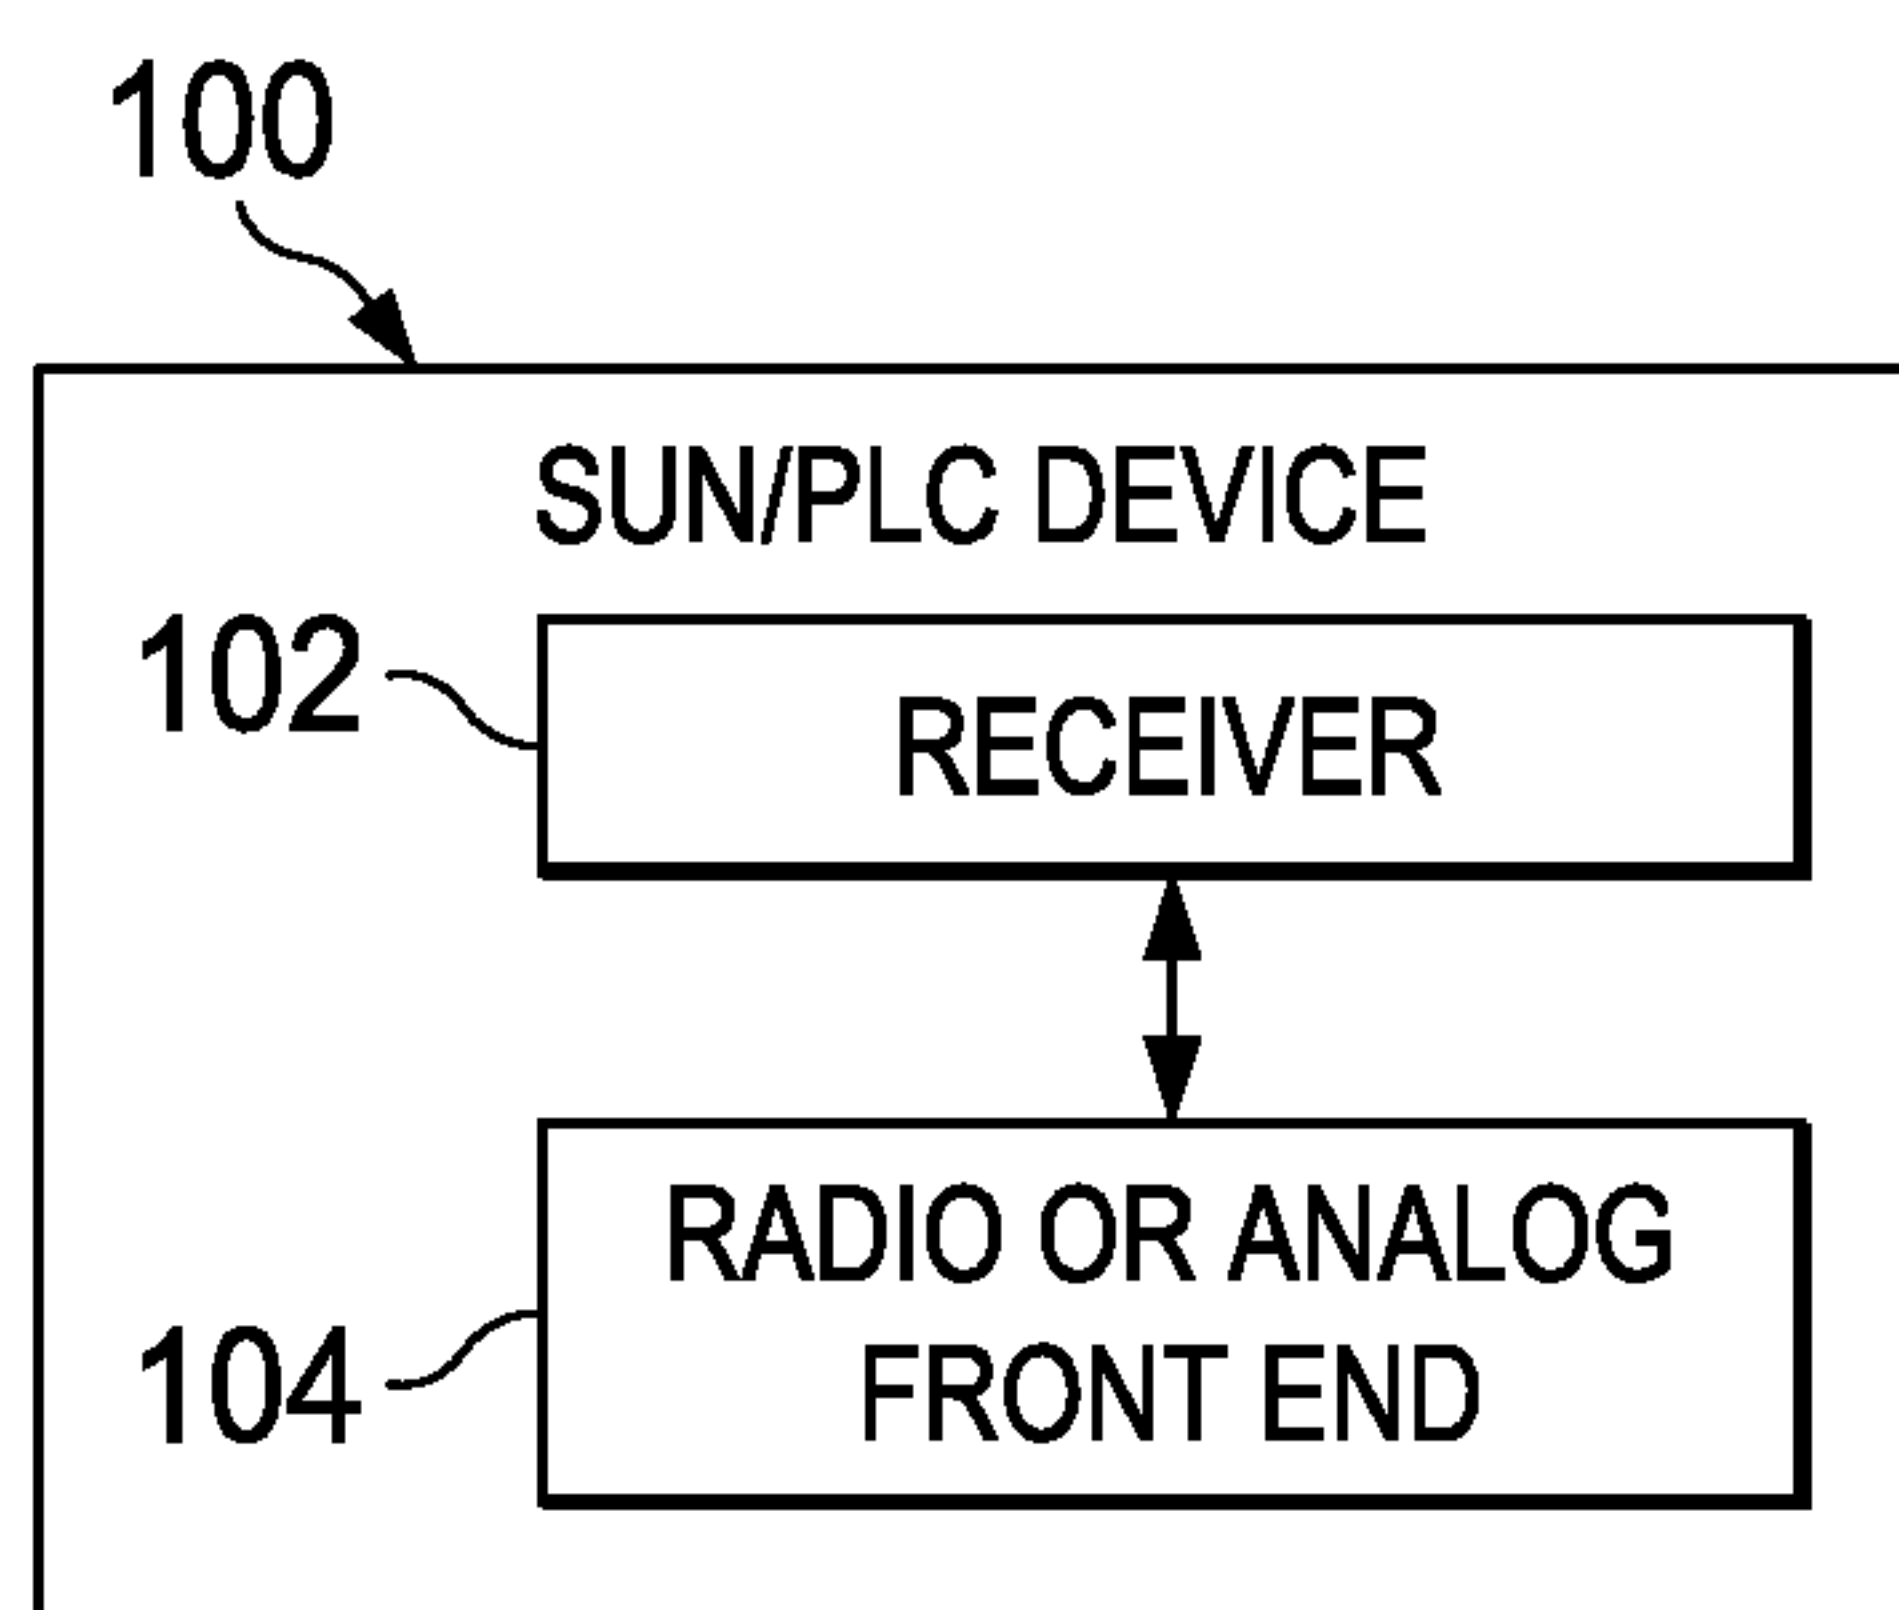 100
SUN/PLC DEVICE
102
RECEIVER
RADIO OR ANALOG
104
FRONT END